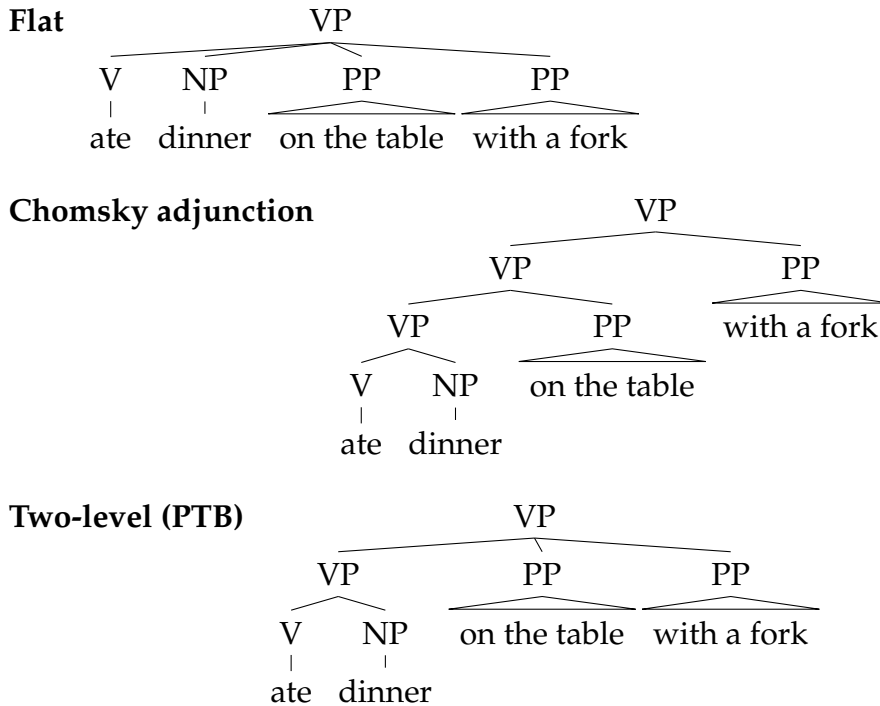 Flat VP
V NP PP PP
ate dinner on the table with a fork
Chomsky adjunction VP
VP PP
VP PP with a fork
V NP on the table
ate dinner
Two-level (PTB) VP
VP PP PP
V NP on the table with a fork
ate dinner